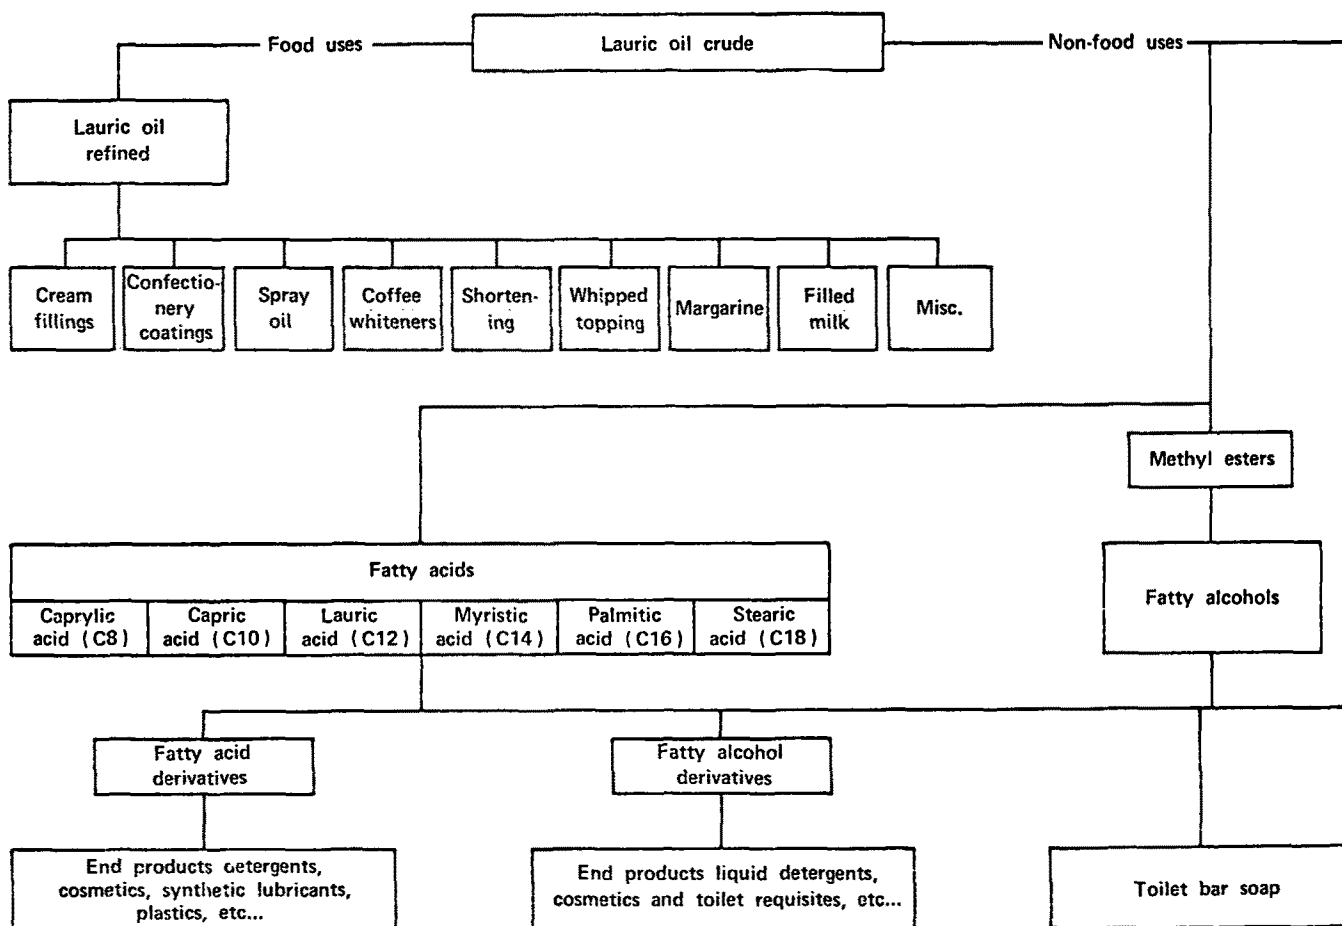 Food uses
Lauric oil crude
Non-food uses
Lauric oil
refined
Cream
fillings
Confectio-
nery
coatings
Spray
oil
Coffee
whiteners
Shorten-
ing
Whipped
topping
Margarine
Filled
milk
Misc.
Methyl esters
Fatty acids
Caprylic
acid (C8)
Capric
acid (C10)
Lauric
acid (C12)
Myristic
acid (C14)
Palmitic
acid (C16)
Stearic
acid (C18)
Fatty alcohols
Fatty acid
derivatives
Fatty alcohol
derivatives
End products detergents,
cosmetics, synthetic lubricants,
plastics, etc...
End products liquid detergents,
cosmetics and toilet requisites, etc...
Toilet bar soap